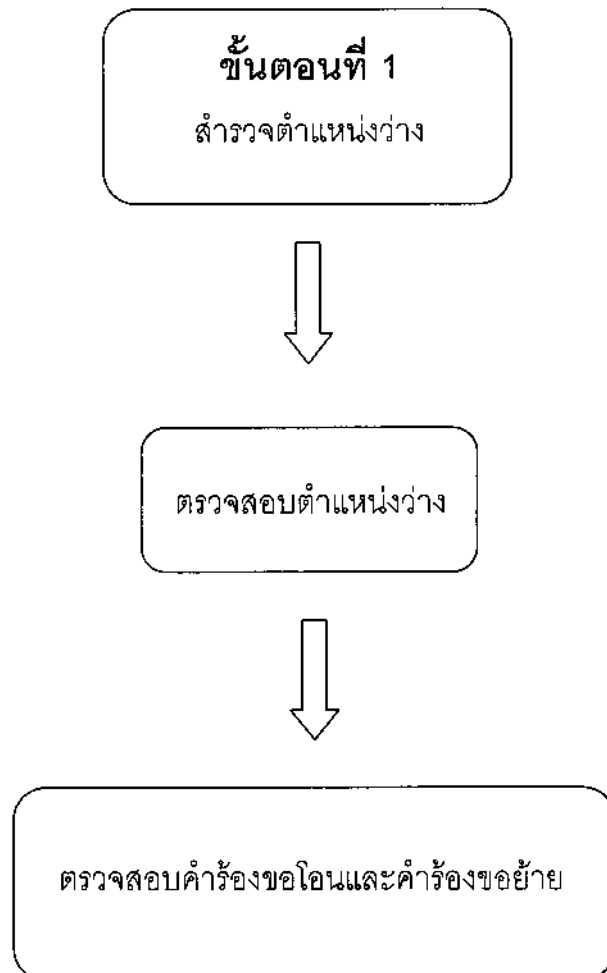 ขั้นตอนที่ 1
สำรวจตำแหน่งว่าง
ตรวจสอบตำแหน่งว่าง
ตรวจสอบคำร้องขอโอนและคำร้องขอย้าย